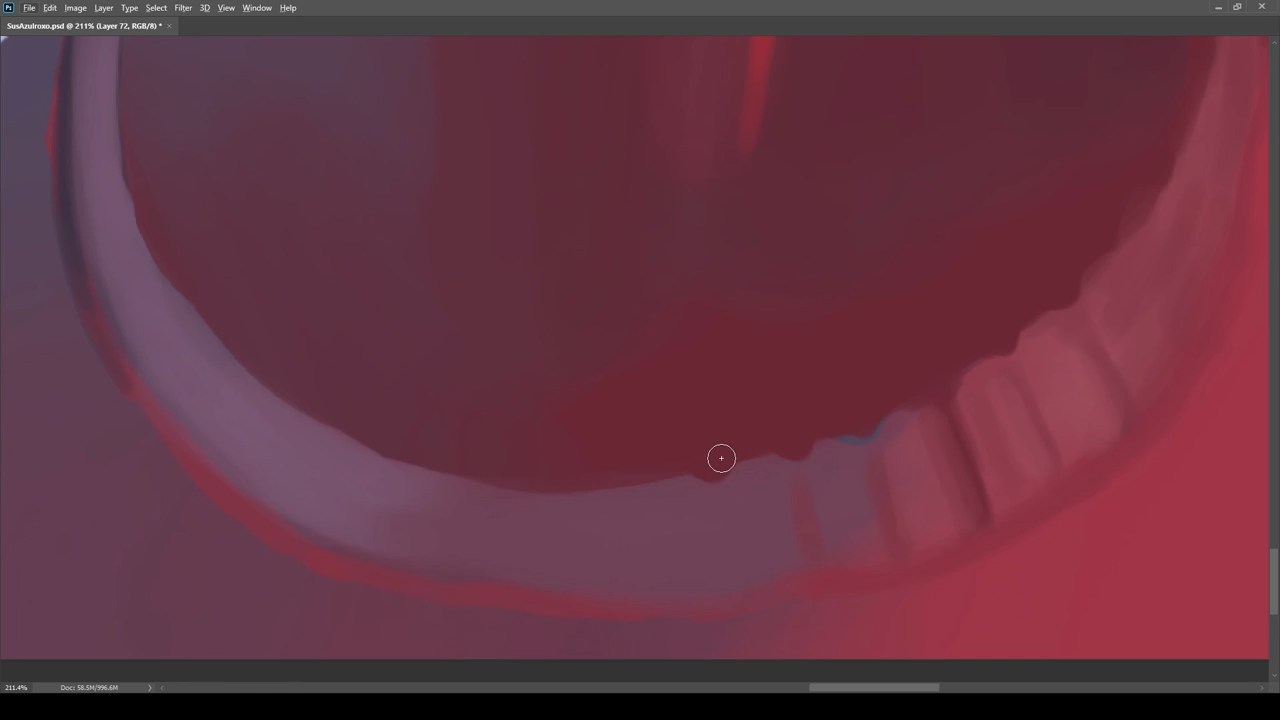 Ps File Edit Image Layer Type Select Filter 3D View Window Help
SusAzulroxo.psd @ 211% (Layer 72, RGB/8) * ×
211.4% Doc: 58.5M/996.6M